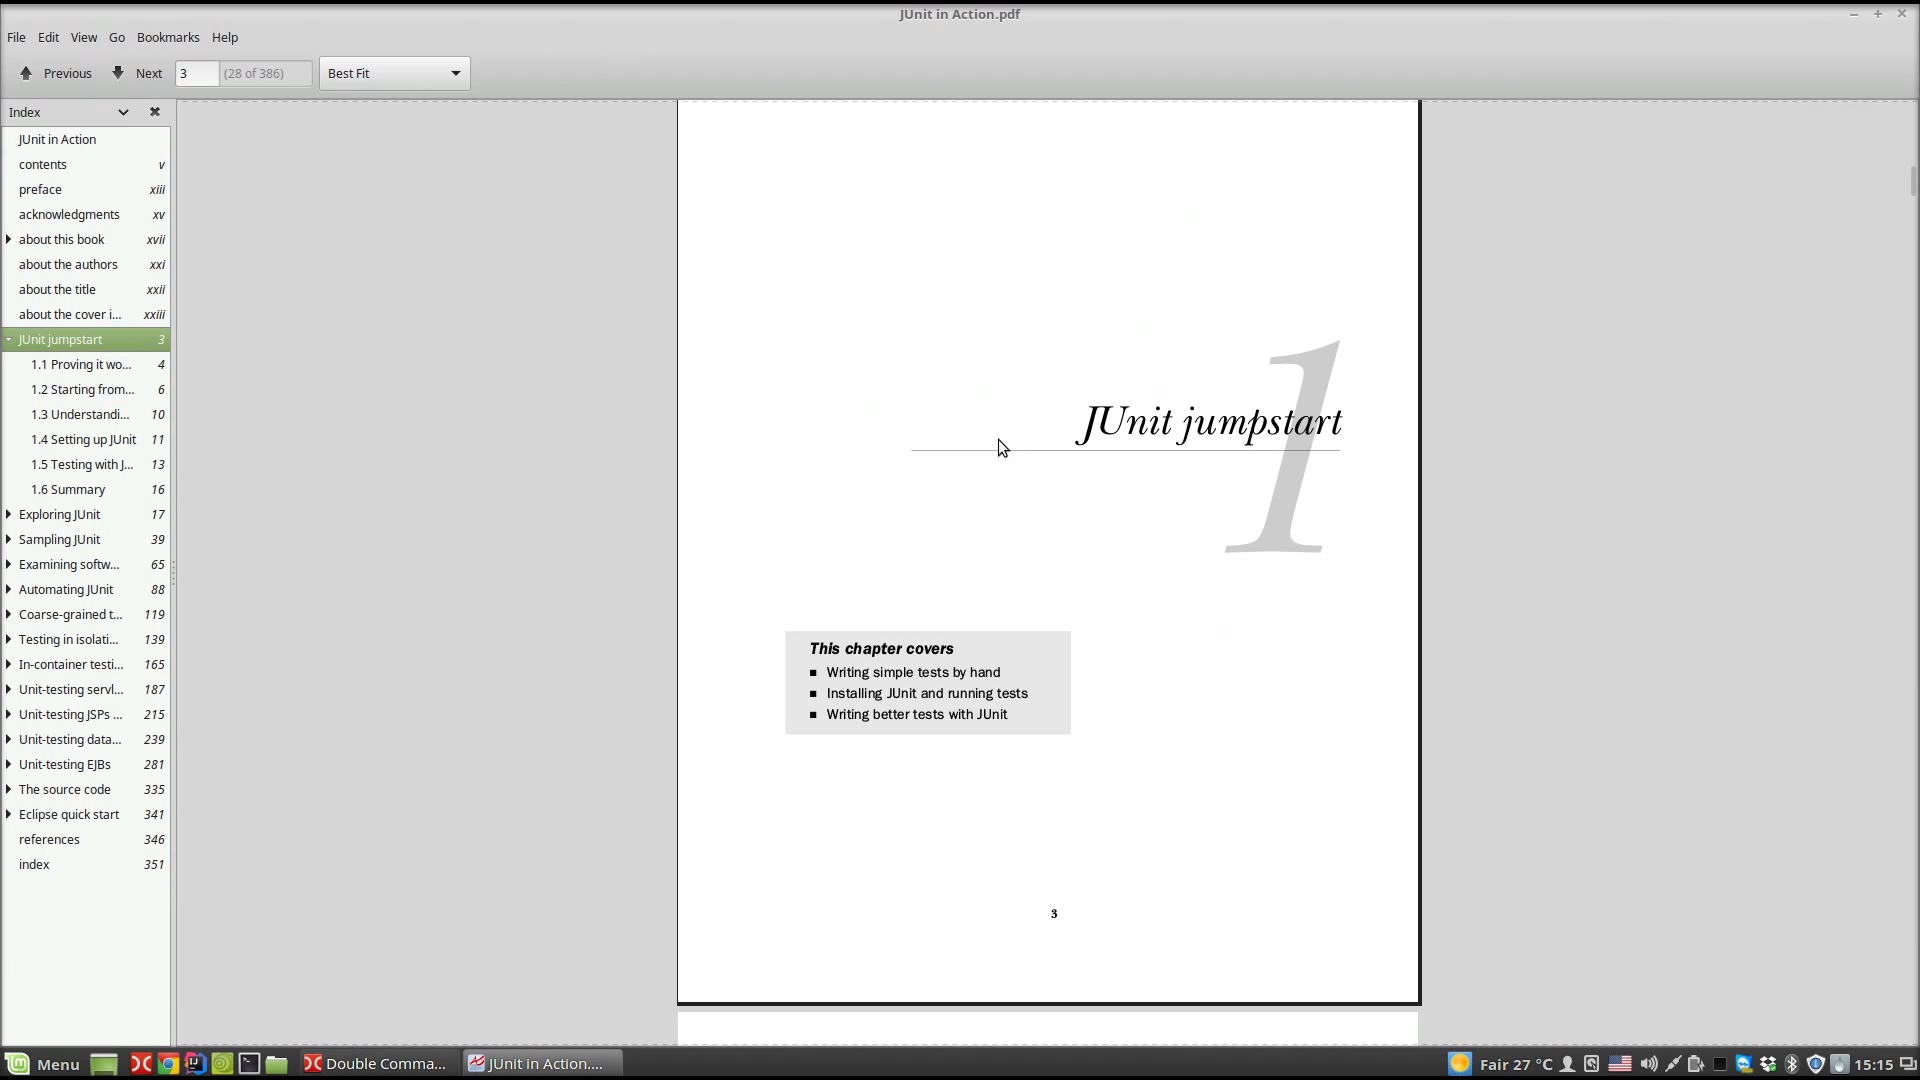 JUnit in Action.pdf
File Edit View Go Bookmarks Help
Previous Next 3 (28 of 386) Best Fit
Index
JUnit in Action
contents v
preface xiii
acknowledgments xv
about this book xvii
about the authors xxi
about the title xxii
about the cover i... xxiii
JUnit jumpstart 3
1.1 Proving it wo... 4
1.2 Starting from... 6
1.3 Understandi... 10
1.4 Setting up JUnit 11
1.5 Testing with J... 13
1.6 Summary 16
Exploring JUnit 17
Sampling JUnit 39
Examining softw... 65
Automating JUnit 88
Coarse-grained t... 119
Testing in isolati... 139
In-container testi... 165
Unit-testing servl... 187
Unit-testing JSPs ... 215
Unit-testing data... 239
Unit-testing EJBs 281
The source code 335
Eclipse quick start 341
references 346
index 351
1
JUnit jumpstart
This chapter covers
■ Writing simple tests by hand
■ Installing JUnit and running tests
■ Writing better tests with JUnit
3
Menu Double Comma... JUnit in Action.... Fair 27 °C 15:15